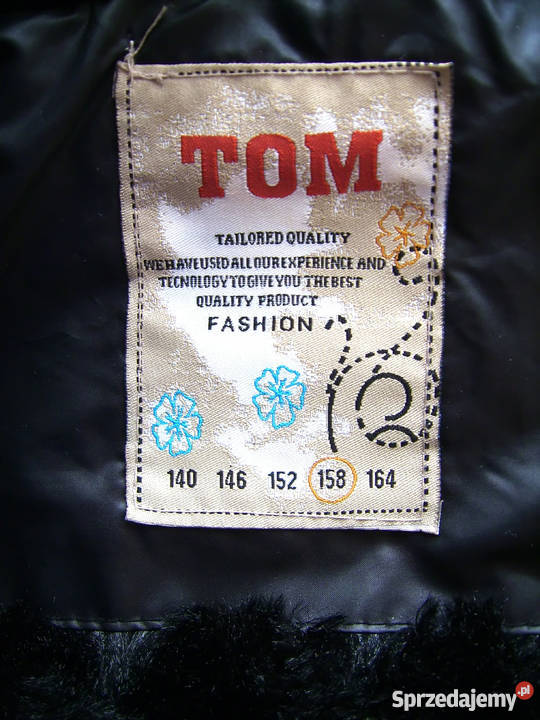 TOM
TAILORED QUALITY
WE HAVE USED ALL OUR EXPERIENCE AND
TECNOLOGY TO GIVE YOU THE BEST
QUALITY PRODUCT
FASHION
140 146 152 158 164
Sprzedajemy.pl